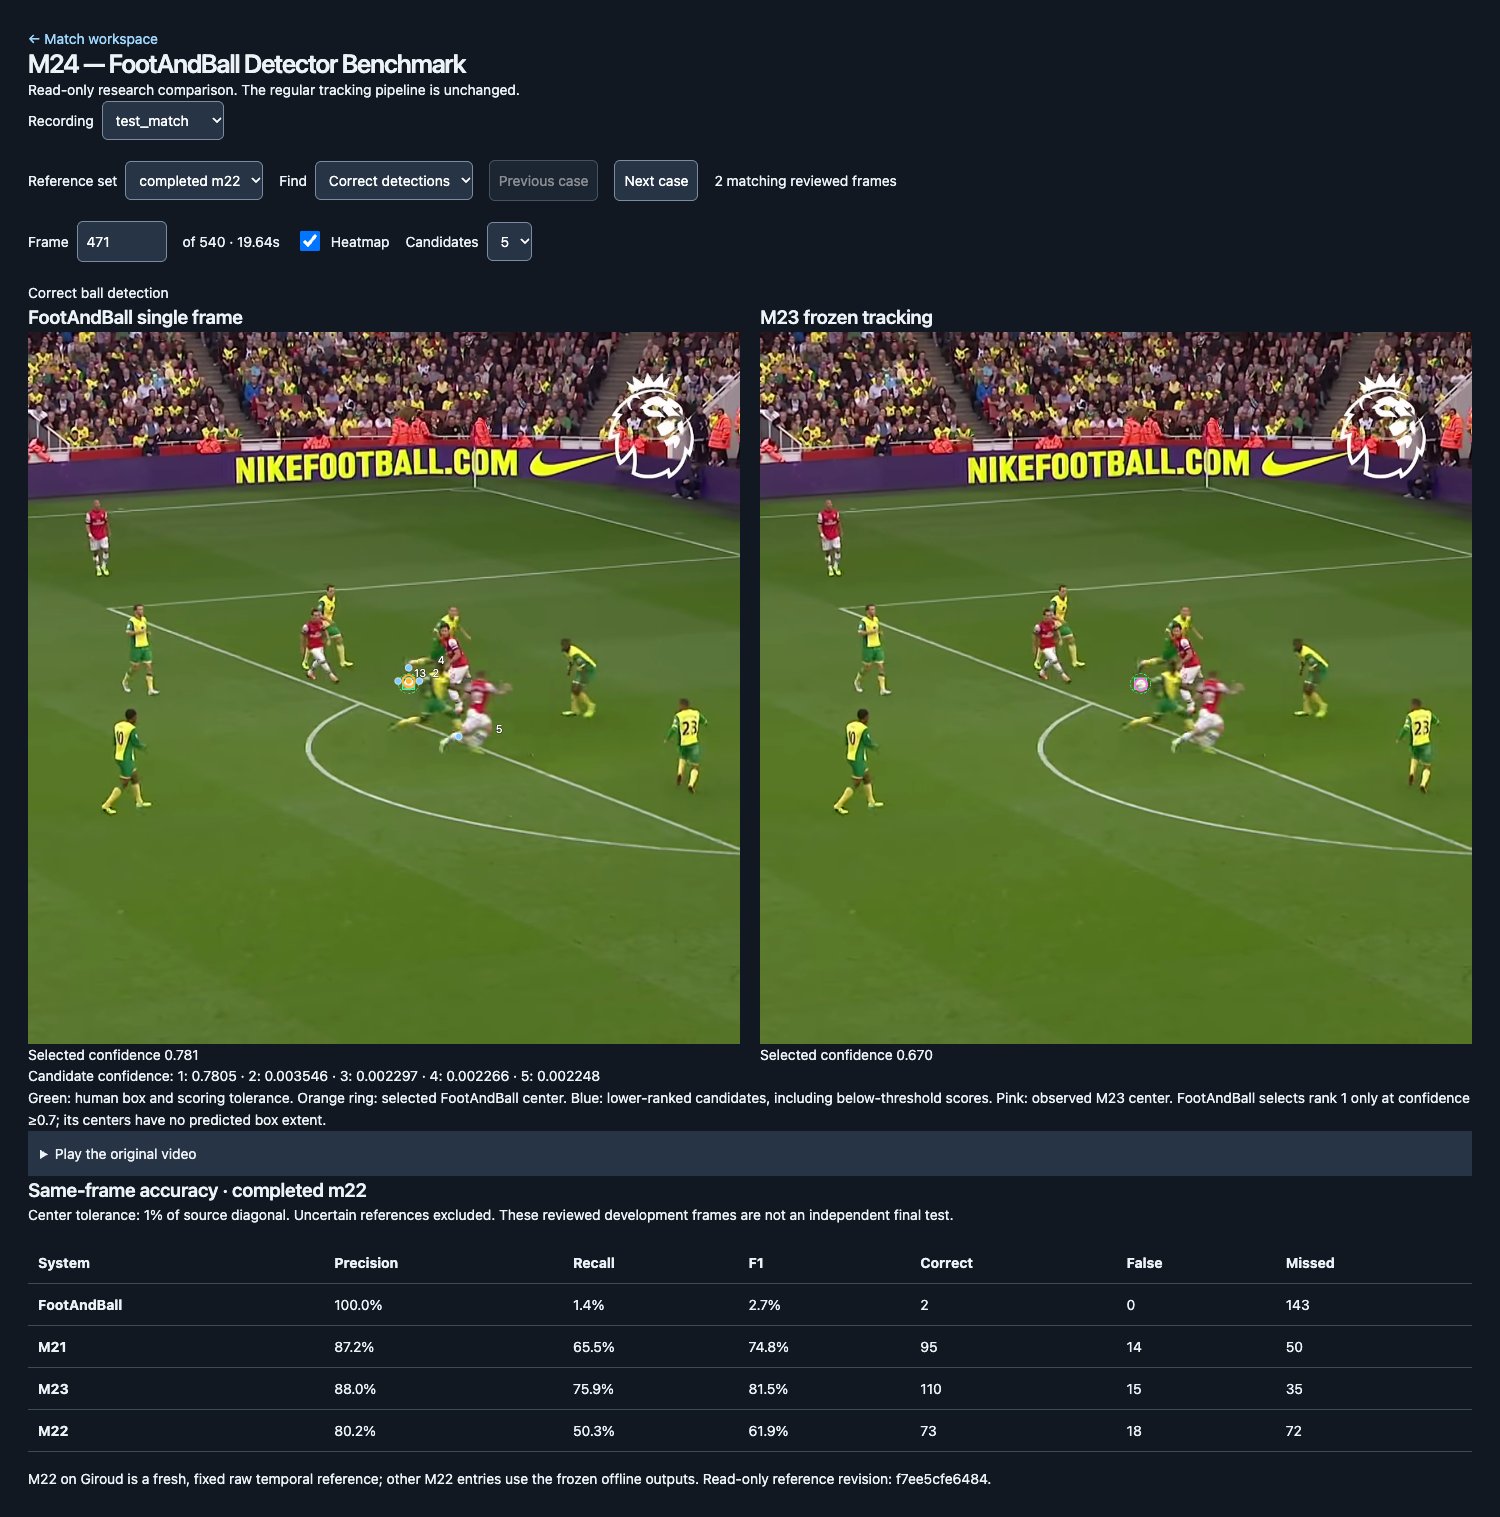 ← Match workspace
M24 — FootAndBall Detector Benchmark
Read-only research comparison. The regular tracking pipeline is unchanged.
Recording test_match
Reference set completed m22 Find Correct detections Previous case Next case 2 matching reviewed frames
Frame 471 of 540 · 19.64s Heatmap Candidates 5
Correct ball detection
FootAndBall single frame
M23 frozen tracking
NIKEFOOTBALL.COM
NIKEFOOTBALL.COM
4
13 2
5
10
23
10
23
Selected confidence 0.781
Selected confidence 0.670
Candidate confidence: 1: 0.7805 · 2: 0.003546 · 3: 0.002297 · 4: 0.002266 · 5: 0.002248
Green: human box and scoring tolerance. Orange ring: selected FootAndBall center. Blue: lower-ranked candidates, including below-threshold scores. Pink: observed M23 center. FootAndBall selects rank 1 only at confidence
≥0.7; its centers have no predicted box extent.
▶ Play the original video
Same-frame accuracy · completed m22
Center tolerance: 1% of source diagonal. Uncertain references excluded. These reviewed development frames are not an independent final test.
System Precision Recall F1 Correct False Missed
FootAndBall 100.0% 1.4% 2.7% 2 0 143
M21 87.2% 65.5% 74.8% 95 14 50
M23 88.0% 75.9% 81.5% 110 15 35
M22 80.2% 50.3% 61.9% 73 18 72
M22 on Giroud is a fresh, fixed raw temporal reference; other M22 entries use the frozen offline outputs. Read-only reference revision: f7ee5cfe6484.